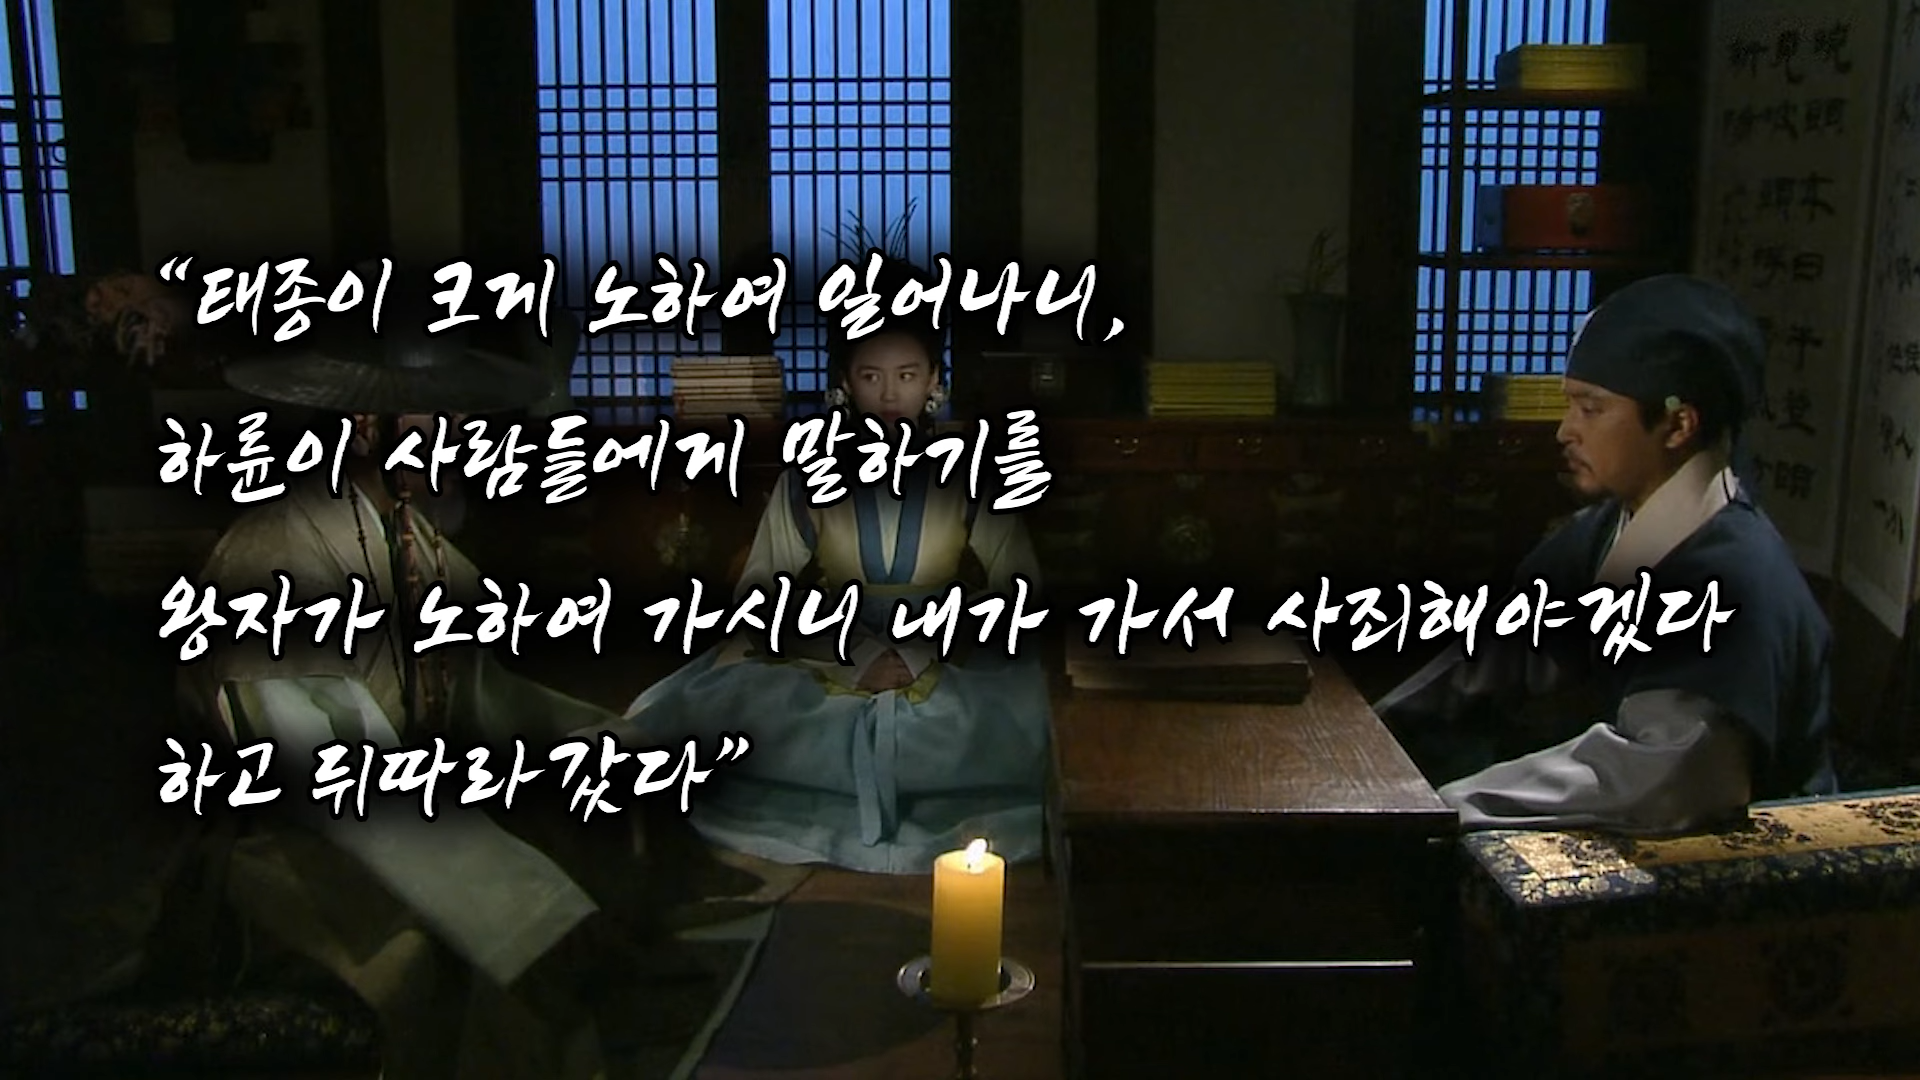 “태종이 크게 노하여 일어나니,
하륜이 사람들에게 말하기를
왕자가 노하여 가시니 내가 가서 사죄해야겠다
하고 뒤따라갔다”